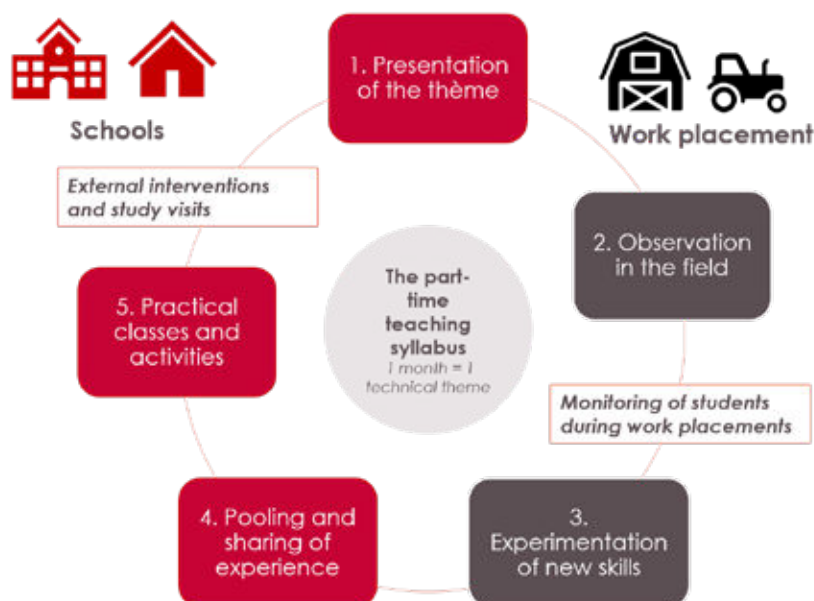 1. Presentation
of the thème
Schools
Work placement
External interventions
and study visits
2. Observation
in the field
The part-
time
teaching
syllabus
1 month = 1
technical theme
5. Practical
classes and
activities
Monitoring of students
during work placements
4. Pooling and
sharing of
experience
3.
Experimentation
of new skills